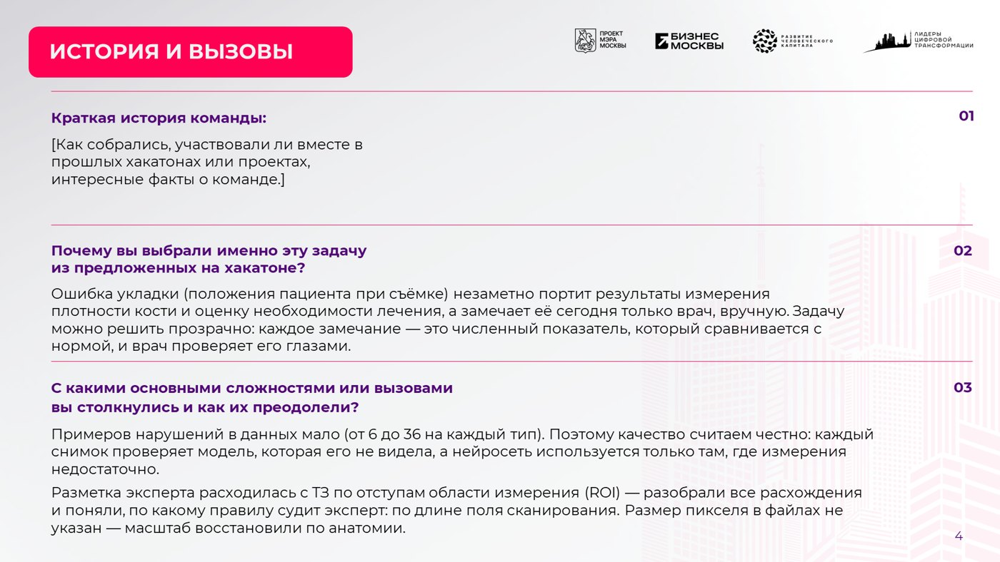 ИСТОРИЯ И ВЫЗОВЫ
ПРОЕКТ
МЭРА
МОСКВЫ
БИЗНЕС
МОСКВЫ
РАЗВИТИЕ
ЧЕЛОВЕЧЕСКОГО
КАПИТАЛА
ЛИДЕРЫ
ЦИФРОВОЙ
ТРАНСФОРМАЦИИ
Краткая история команды:
01
[Как собрались, участвовали ли вместе в
прошлых хакатонах или проектах,
интересные факты о команде.]
Почему вы выбрали именно эту задачу
из предложенных на хакатоне?
02
Ошибка укладки (положения пациента при съёмке) незаметно портит результаты измерения
плотности кости и оценку необходимости лечения, а замечает её сегодня только врач, вручную. Задачу
можно решить прозрачно: каждое замечание — это численный показатель, который сравнивается с
нормой, и врач проверяет его глазами.
С какими основными сложностями или вызовами
вы столкнулись и как их преодолели?
03
Примеров нарушений в данных мало (от 6 до 36 на каждый тип). Поэтому качество считаем честно: каждый
снимок проверяет модель, которая его не видела, а нейросеть используется только там, где измерения
недостаточно.
Разметка эксперта расходилась с ТЗ по отступам области измерения (ROI) — разобрали все расхождения
и поняли, по какому правилу судит эксперт: по длине поля сканирования. Размер пикселя в файлах не
указан — масштаб восстановили по анатомии.
4